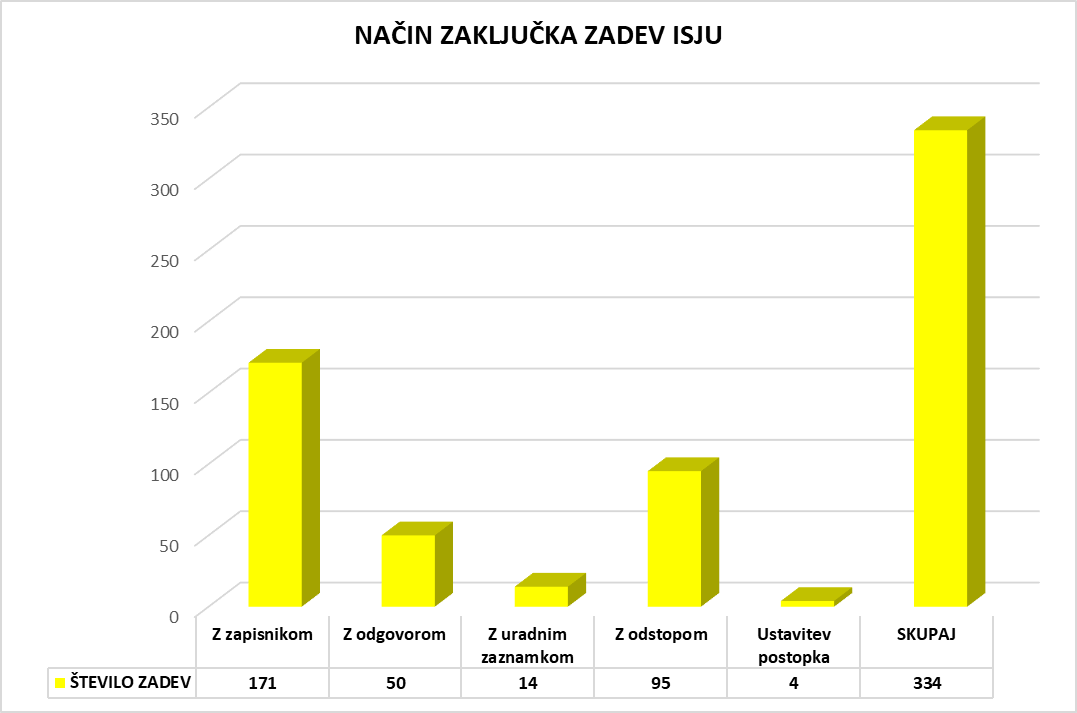 NAČIN ZAKLJUČKA ZADEV ISJU
350
300
250
200
150
100
50
0
Z zapisnikom Z odgovorom Z uradnim zaznamkom Z odstopom Ustavitev postopka SKUPAJ
ŠTEVILO ZADEV 171 50 14 95 4 334